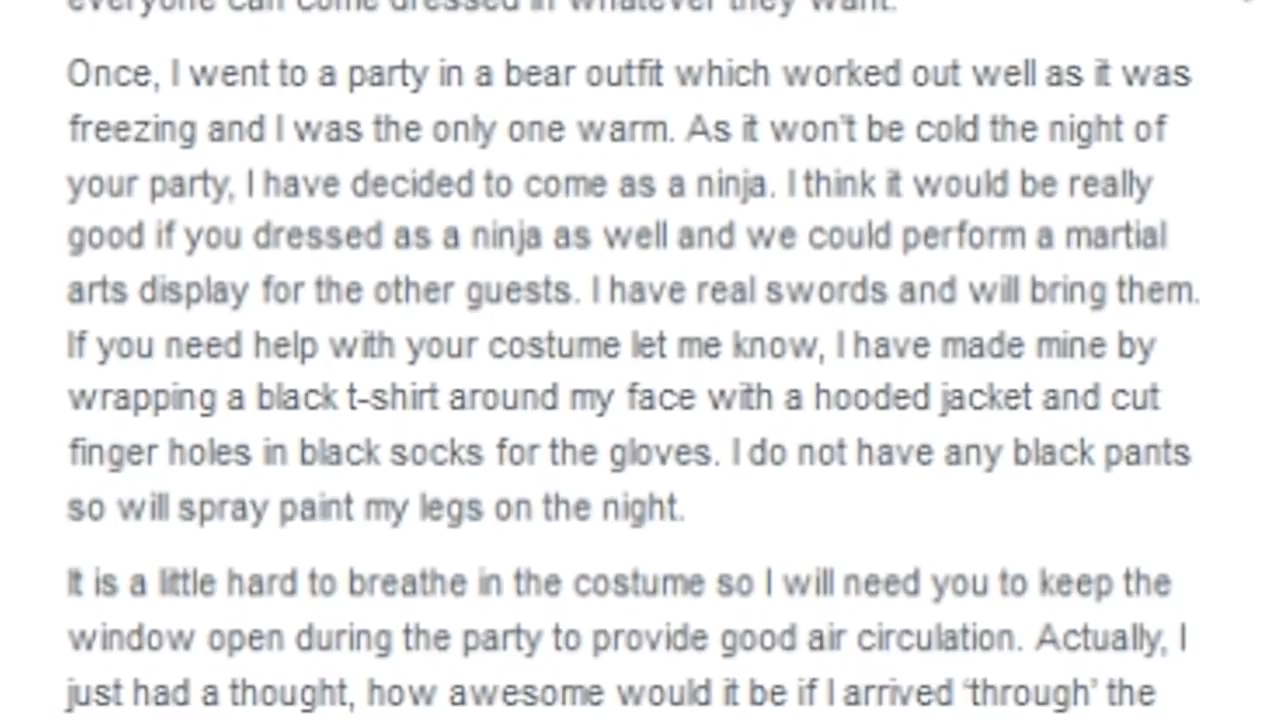 everyone can come dressed in whatever they want.
Once, I went to a party in a bear outfit which worked out well as it was
freezing and I was the only one warm. As it won't be cold the night of
your party, I have decided to come as a ninja. I think it would be really
good if you dressed as a ninja as well and we could perform a martial
arts display for the other guests. I have real swords and will bring them.
If you need help with your costume let me know, I have made mine by
wrapping a black t-shirt around my face with a hooded jacket and cut
finger holes in black socks for the gloves. I do not have any black pants
so will spray paint my legs on the night.
It is a little hard to breathe in the costume so I will need you to keep the
window open during the party to provide good air circulation. Actually, I
just had a thought, how awesome would it be if I arrived ‘through’ the